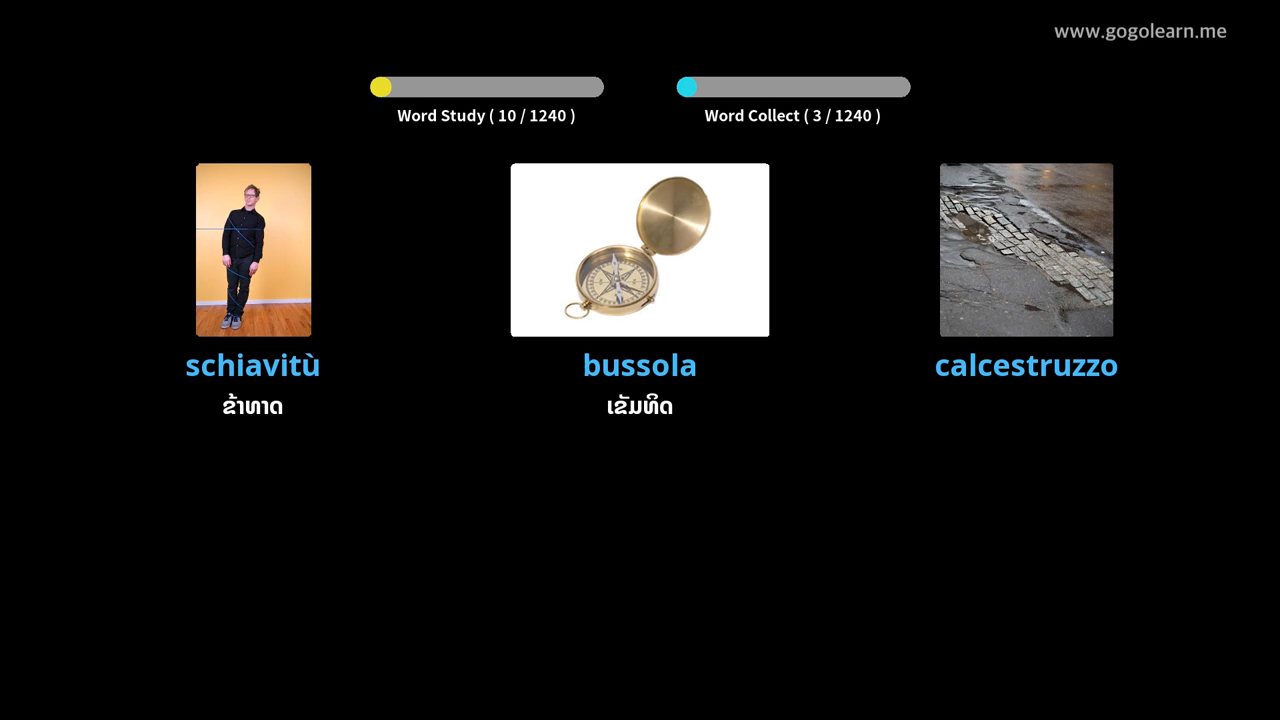 www.gogolearn.me
Word Study ( 10 / 1240 )
Word Collect ( 3 / 1240 )
schiavitù
bussola
calcestruzzo
ຂ້າທາດ
ເຂັມທິດ